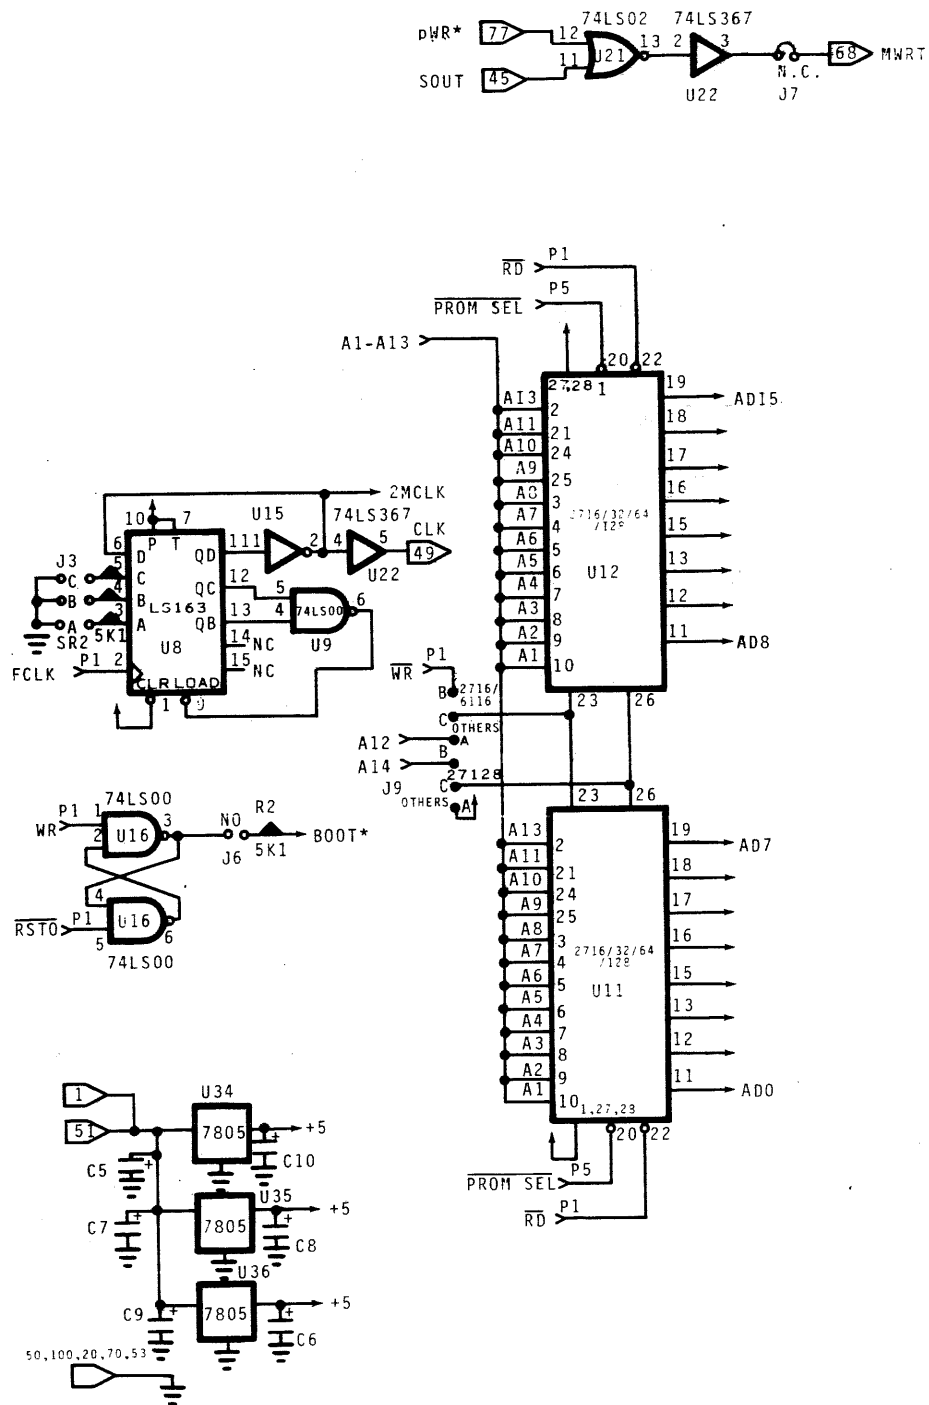 74LS02 74LS367
pWR* 77 12 U21 13 2 3 68 MWRT
SOUT 45 11 U22 N.C.
J7
RD P1
PROM SEL P5
A1-A13
20 22
27,28 1
AI3 2 19 AD15
A11 21 18
A10 24 17
A9 25 16
A8 3 15
A7 4 13
A6 5 12
A5 6 11 AD8
A4 7
A3 8
A2 9
A1 10
2716/32/64
/128
U12
23 26
2MCLK
10 7 U15 74LS367
6 P T 111 2 4 5 CLK 49
D QD U22
J3 C 5 C QC 12 5 6
B 4 B LS163 QB 13 4 74LS00
A 3 A U9
SR2 5K1 U8 14 NC
FCLK P1 2 15 NC
CLR LOAD
1 9
WR P1
B 2716/
6116
C OTHERS
A12 A
A14 B
J9 C 27128
OTHERS A
23 26
74LS00
WR P1 1 U16 3 NO R2 BOOT*
2 J6 5K1
4
RSTO P1 5 U16 6
74LS00
A13 2 19 AD7
A11 21 18
A10 24 17
A9 25 16
A8 3 15
A7 4 13
A6 5 12
A5 6 11 AD0
A4 7
A3 8
A2 9
A1 10
2716/32/64
/128
U11
1,27,28
20 22
P5
PROM SEL
P1
RD
1 U34
51 7805 +5
C5 + + C10
U35
C7 + 7805 + C8 +5
U36
C9 + 7805 + C6 +5
50,100,20,70,53